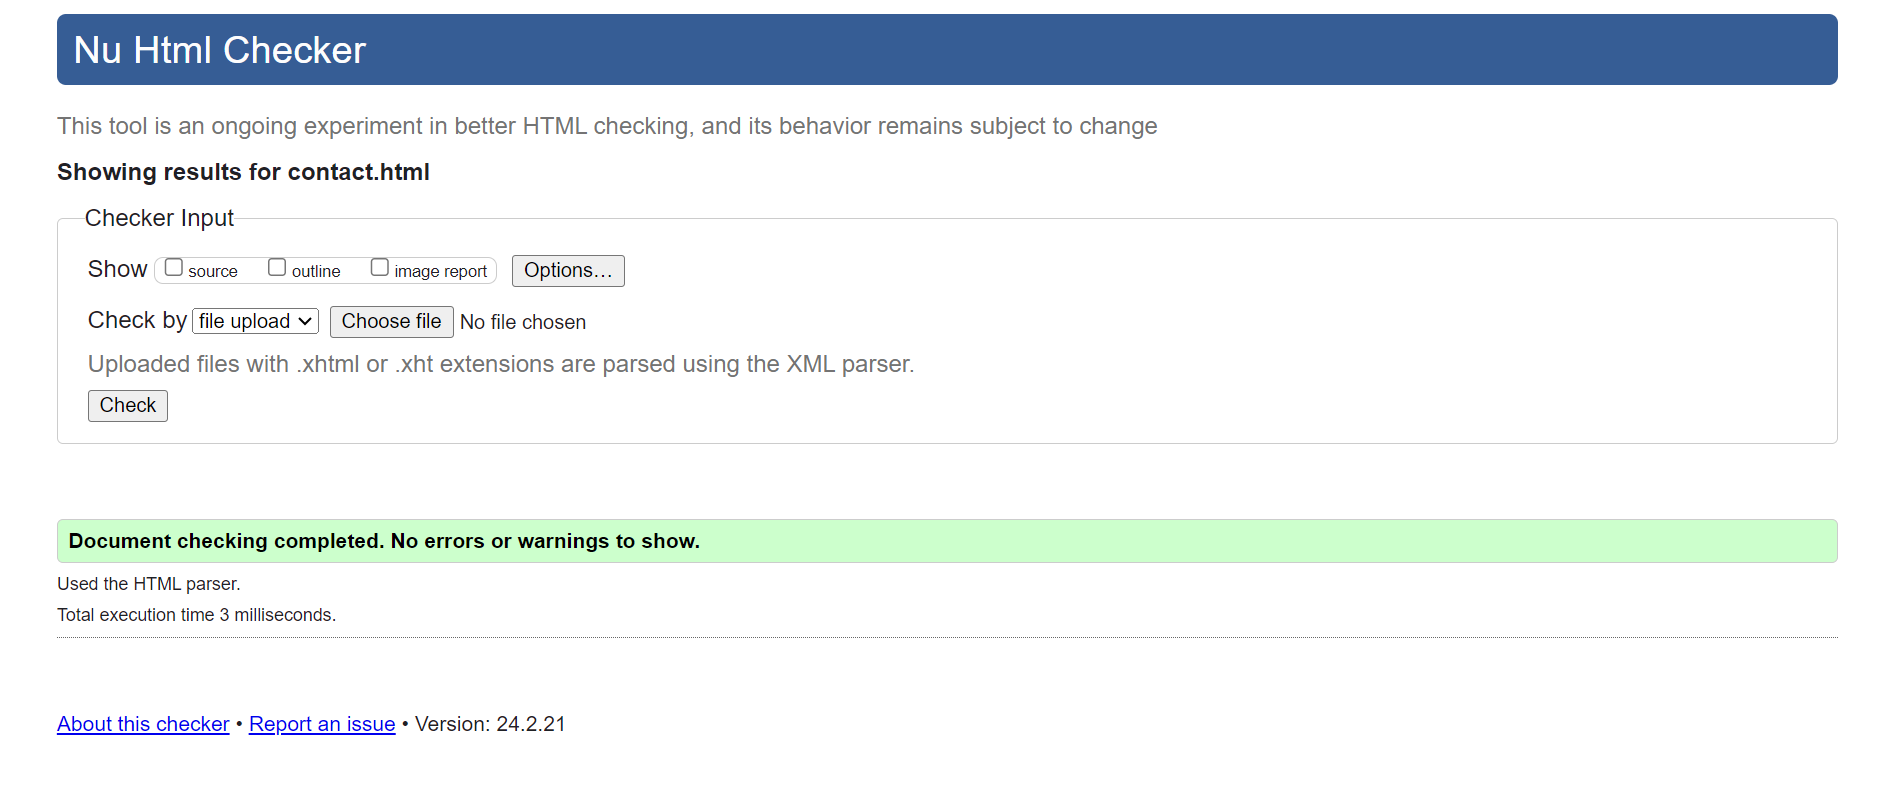 Nu Html Checker
This tool is an ongoing experiment in better HTML checking, and its behavior remains subject to change
Showing results for contact.html
Checker Input
Show source outline image report Options…
Check by file upload Choose file No file chosen
Uploaded files with .xhtml or .xht extensions are parsed using the XML parser.
Check
Document checking completed. No errors or warnings to show.
Used the HTML parser.
Total execution time 3 milliseconds.
About this checker • Report an issue • Version: 24.2.21